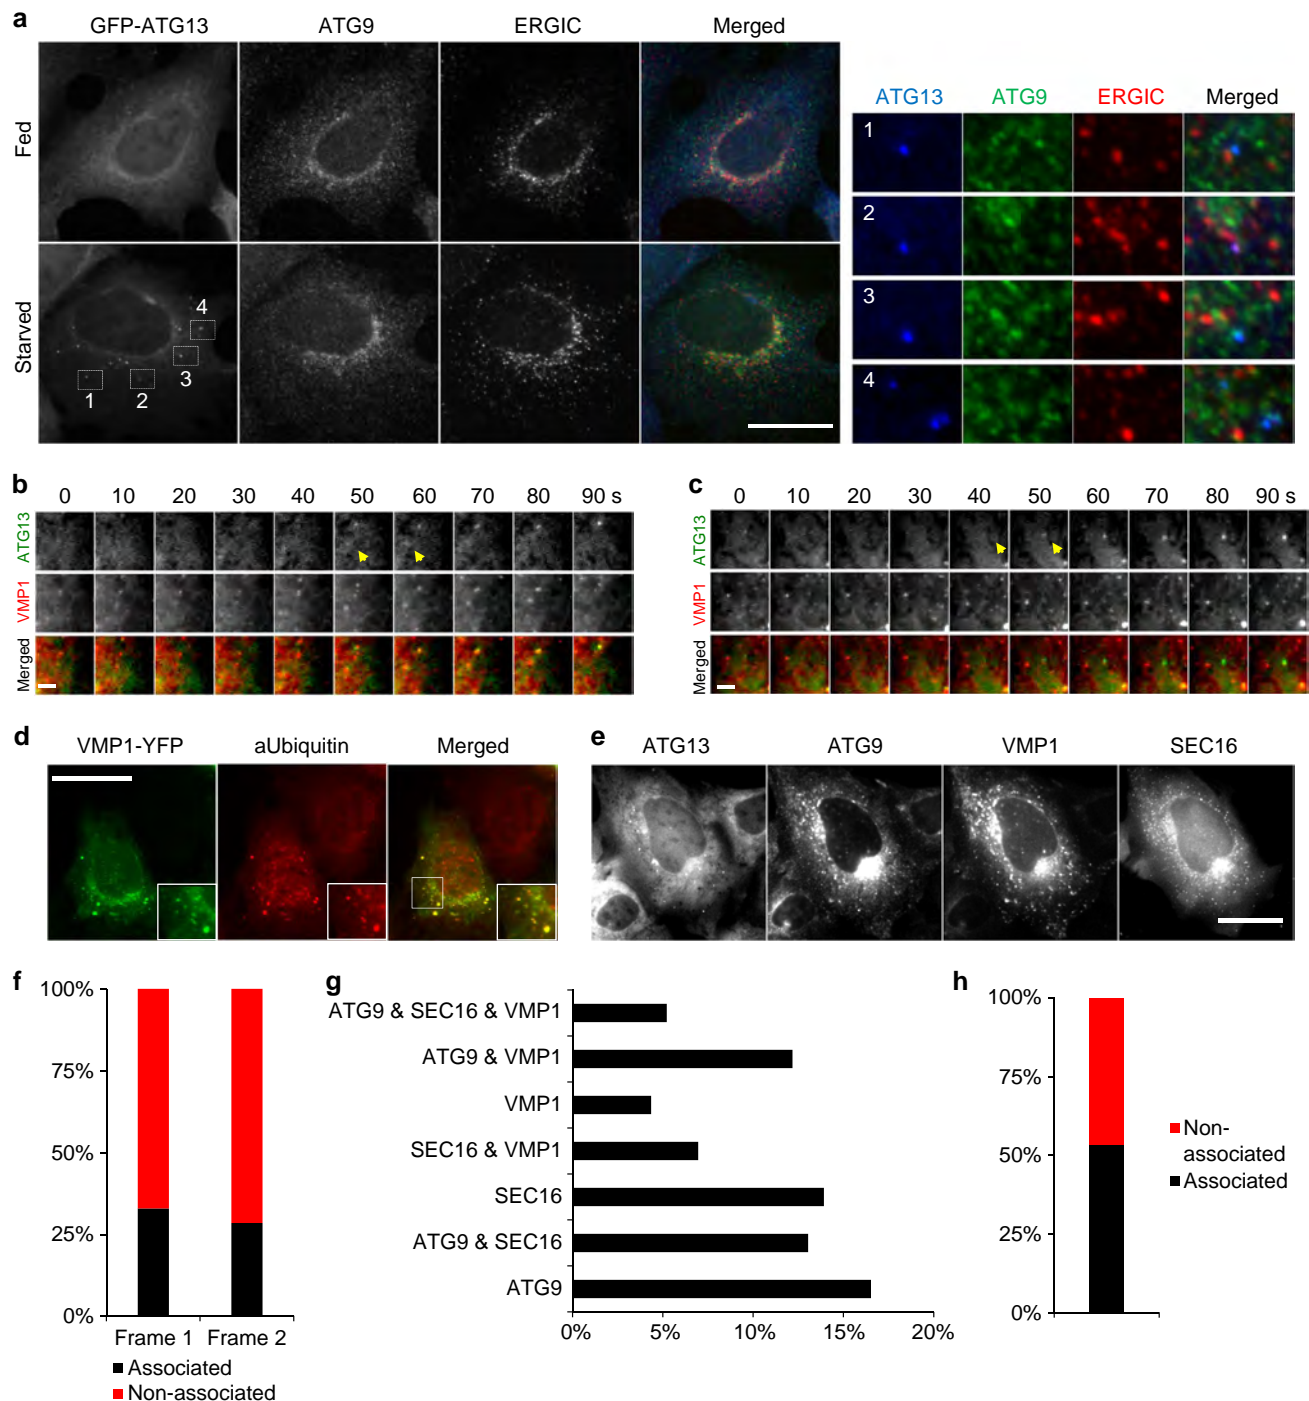 a
GFP-ATG13 ATG9 ERGIC Merged
Fed
Starved
1 2 3 4
ATG13 ATG9 ERGIC Merged
1
2
3
4
b
0 10 20 30 40 50 60 70 80 90 s
ATG13
VMP1
Merged
c
0 10 20 30 40 50 60 70 80 90 s
ATG13
VMP1
Merged
d
VMP1-YFP aUbiquitin Merged
e
ATG13 ATG9 VMP1 SEC16
f
100%
75%
50%
25%
0%
Frame 1 Frame 2
Associated
Non-associated
g
ATG9 & SEC16 & VMP1
ATG9 & VMP1
VMP1
SEC16 & VMP1
SEC16
ATG9 & SEC16
ATG9
0% 5% 10% 15% 20%
h
100%
75%
50%
25%
0%
Non-
associated
Associated